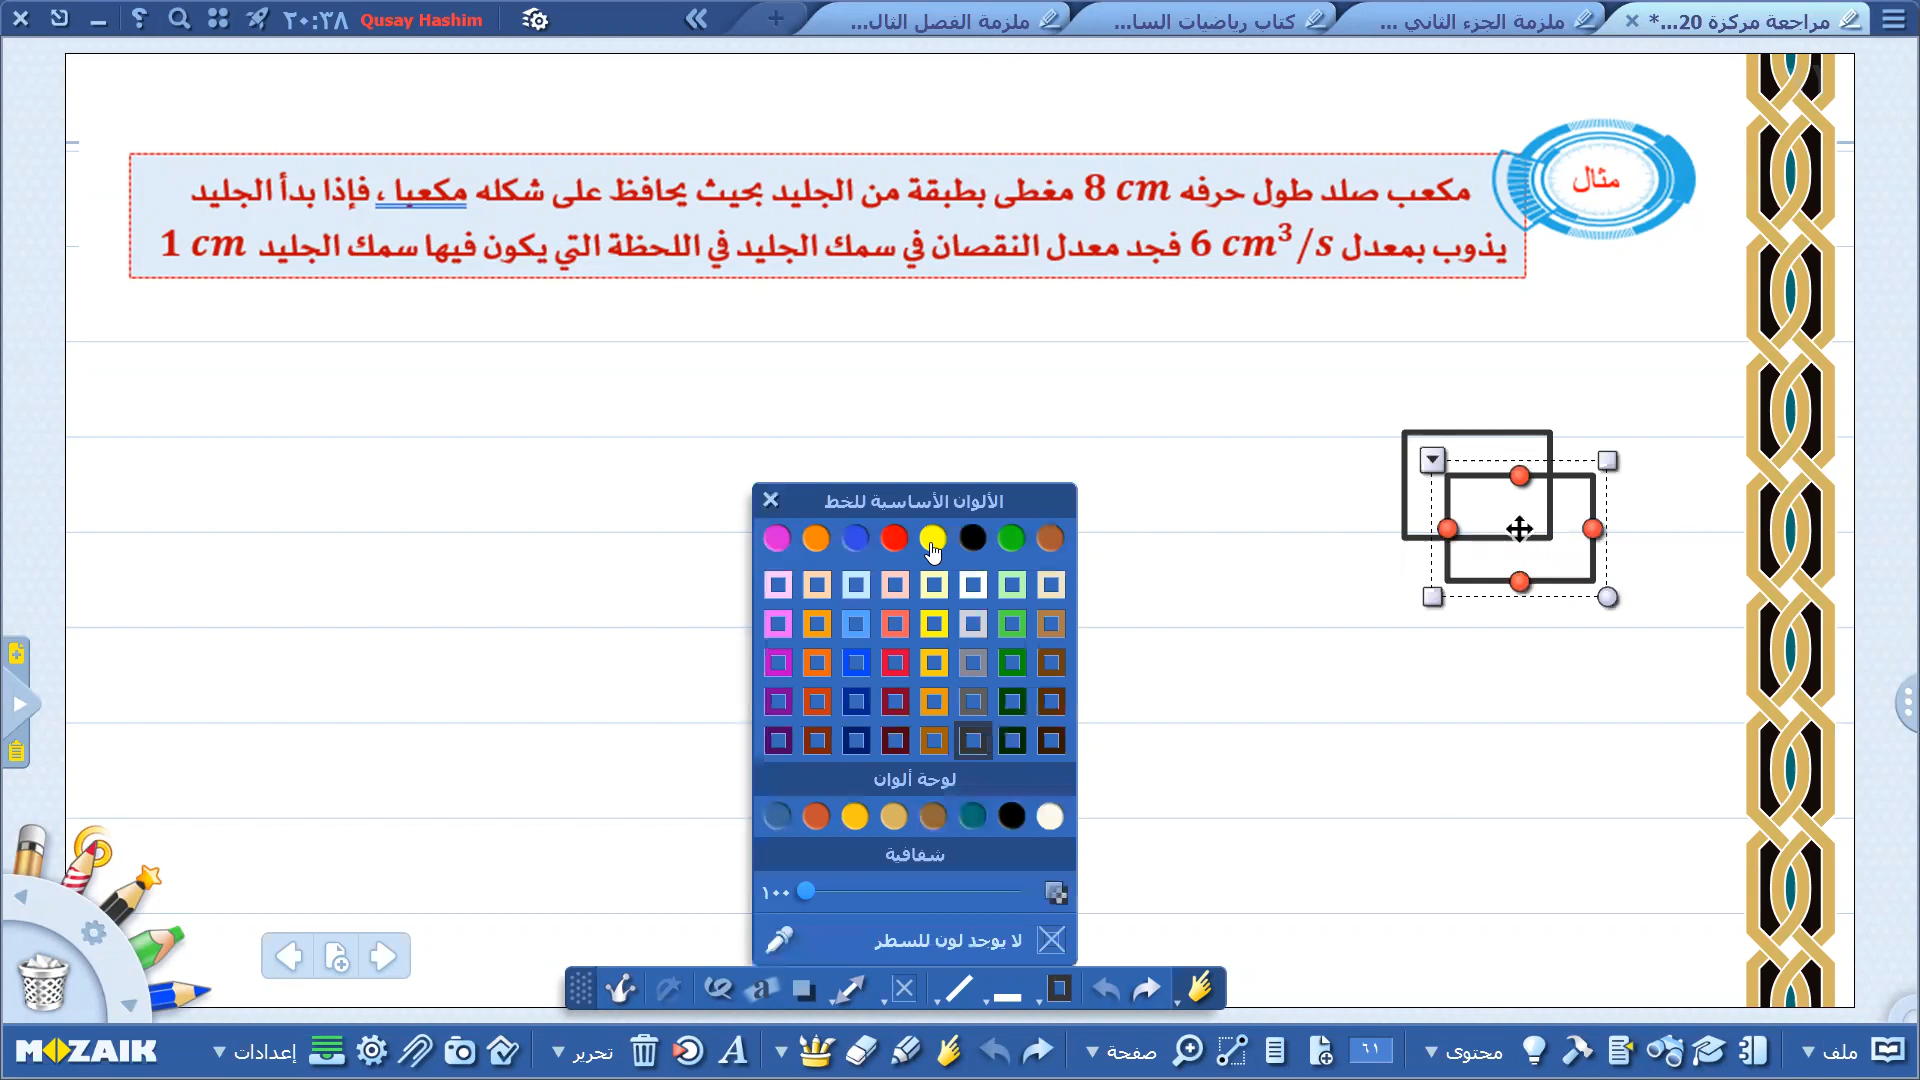 مراجعة مركزة 20...*
ملزمة الجزء الثاني ...
كتاب رياضيات السا...
ملزمة الفصل الثال...
Qusay Hashim
٢٠:٣٨
مثال
مكعب صلد طول حرفه 8 cm مغطى بطبقة من الجليد بحيث يحافظ على شكله مكعبا ، فإذا بدأ الجليد
يذوب بمعدل 6 cm³/s فجد معدل النقصان في سمك الجليد في اللحظة التي يكون فيها سمك الجليد 1 cm
الألوان الأساسية للخط
لوحة ألوان
شفافية
١٠٠
لا يوجد لون للسطر
ملف
محتوى
٦١
صفحة
تحرير
إعدادات
MOZAIK